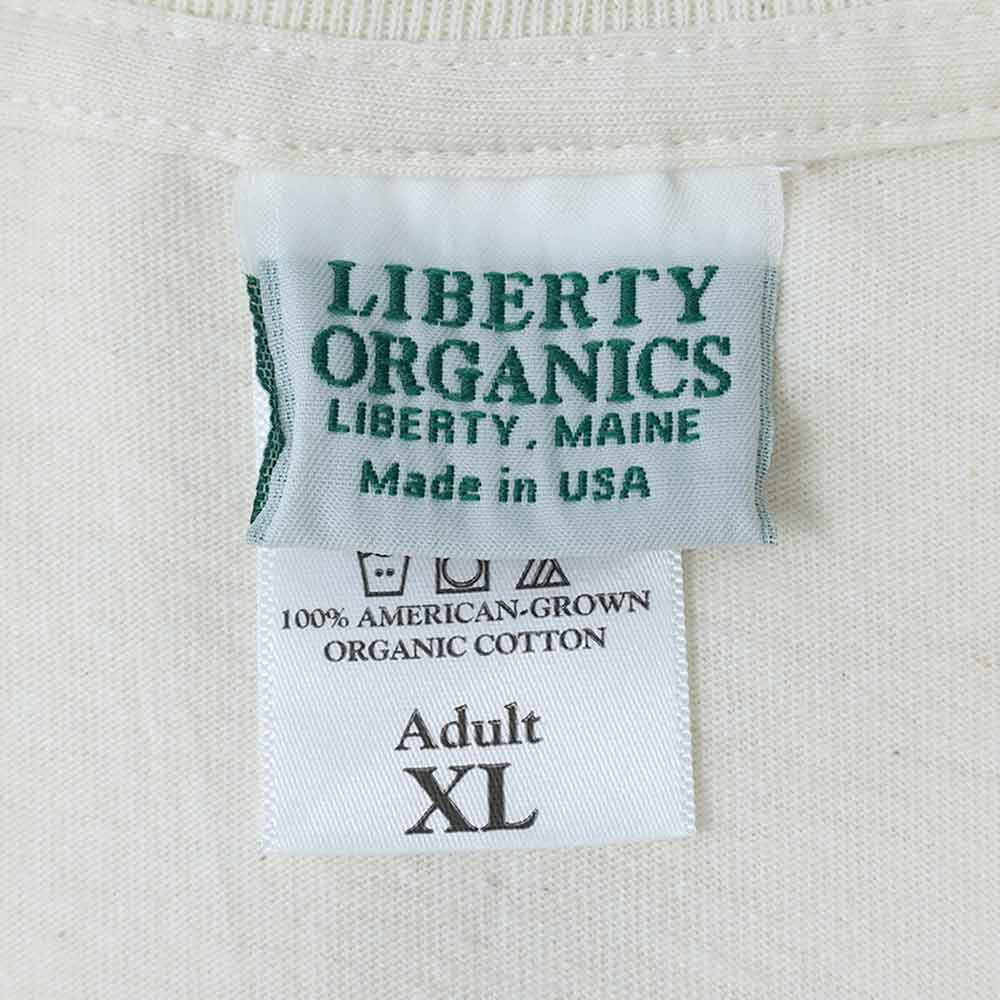 LIBERTY
ORGANICS
LIBERTY, MAINE
Made in USA
100% AMERICAN-GROWN
ORGANIC COTTON
Adult
XL